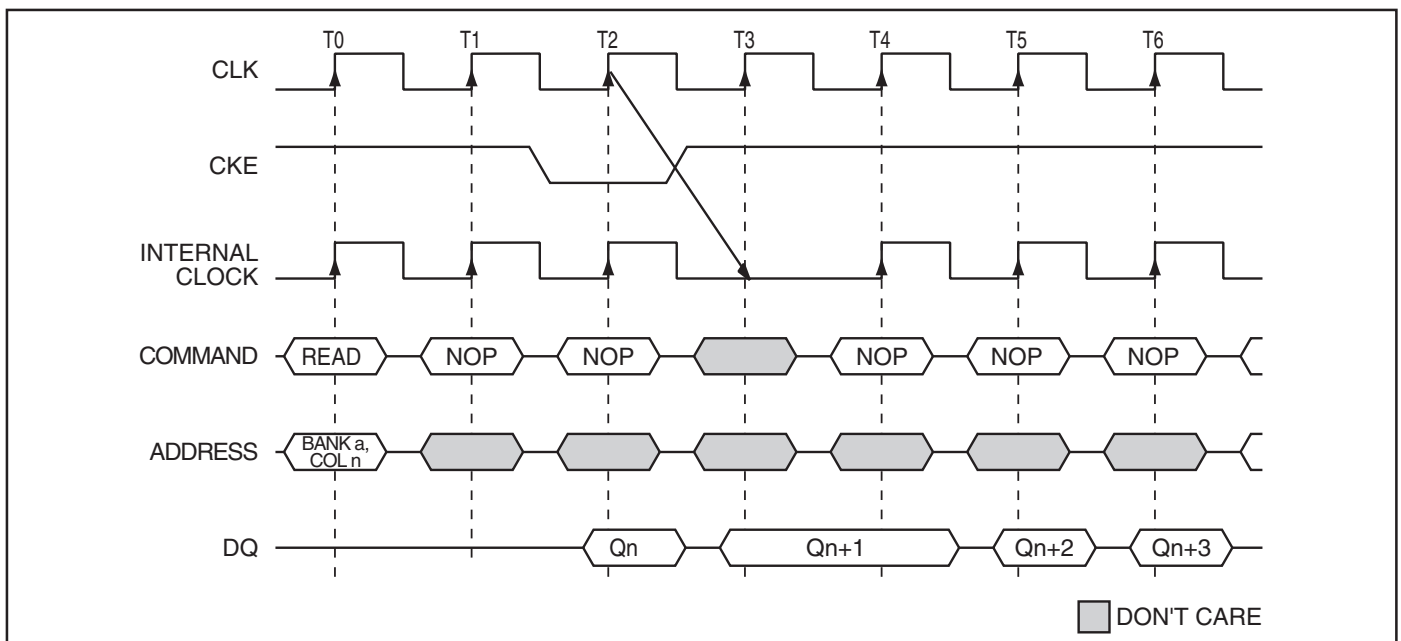 T0 T1 T2 T3 T4 T5 T6
CLK
CKE
INTERNAL
CLOCK
COMMAND READ NOP NOP NOP NOP NOP
ADDRESS BANK a,
COL n
DQ Qn Qn+1 Qn+2 Qn+3
DON'T CARE